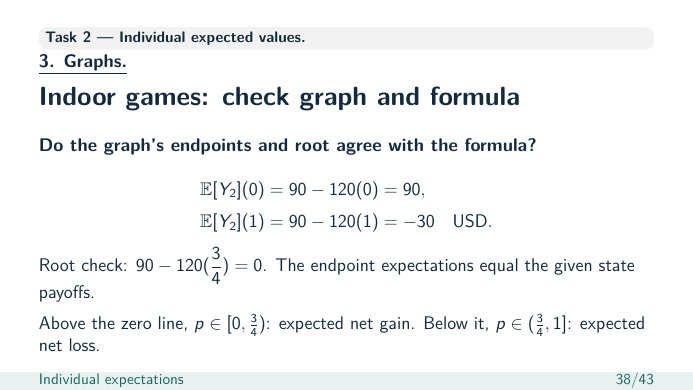 Task 2 — Individual expected values.
3. Graphs.
Indoor games: check graph and formula
Do the graph's endpoints and root agree with the formula?
𝔼[Y₂](0) = 90 − 120(0) = 90,
𝔼[Y₂](1) = 90 − 120(1) = −30 USD.
Root check: 90 − 120(3/4) = 0. The endpoint expectations equal the given state
payoffs.
Above the zero line, p ∈ [0, 3/4): expected net gain. Below it, p ∈ (3/4, 1]: expected
net loss.
Individual expectations 38/43